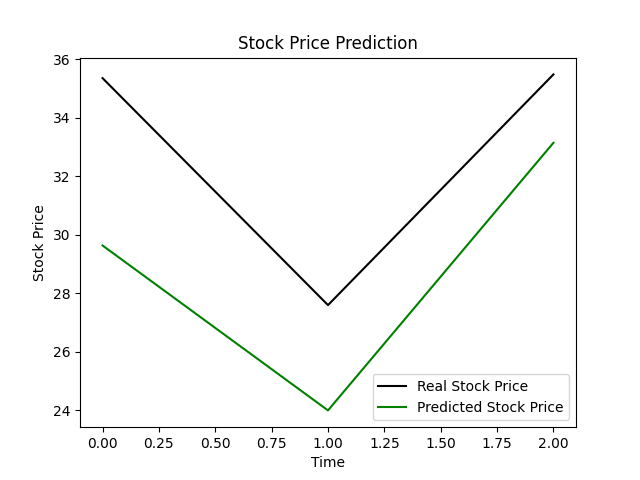 Stock Price Prediction
36
34
32
30
28
26
24
Stock Price
0.00 0.25 0.50 0.75 1.00 1.25 1.50 1.75 2.00
Time
Real Stock Price
Predicted Stock Price